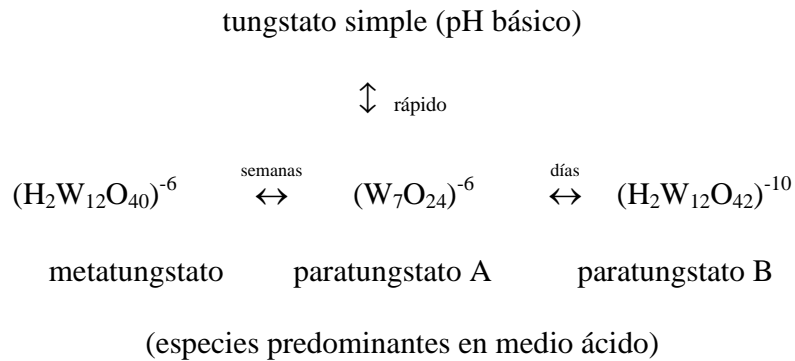 tungstato simple (pH básico)
↕ rápido
semanas días
(H₂W₁₂O₄₀)⁻⁶ ↔ (W₇O₂₄)⁻⁶ ↔ (H₂W₁₂O₄₂)⁻¹⁰
metatungstato paratungstato A paratungstato B
(especies predominantes en medio ácido)